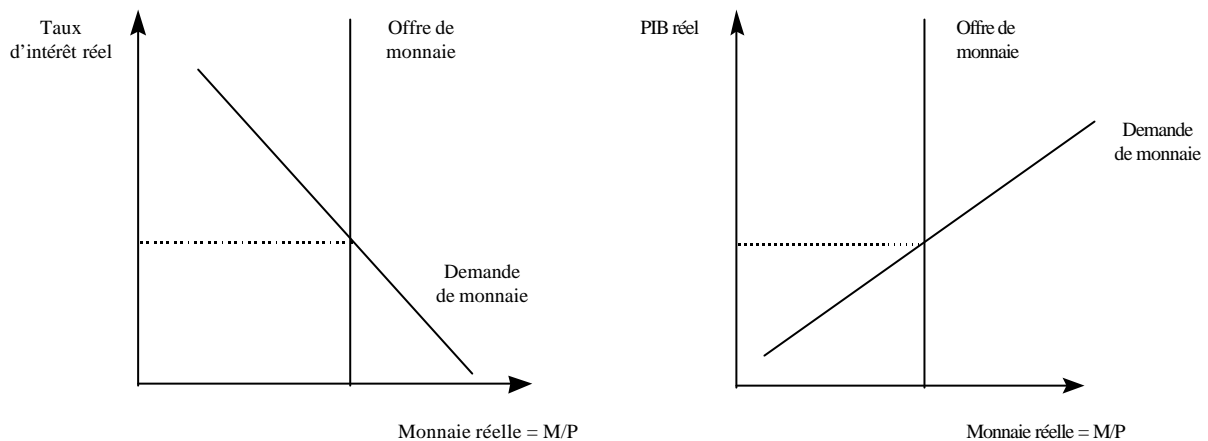 Taux
d’intérêt réel
Offre de
monnaie
Demande
de monnaie
Monnaie réelle = M/P
PIB réel
Offre de
monnaie
Demande
de monnaie
Monnaie réelle = M/P